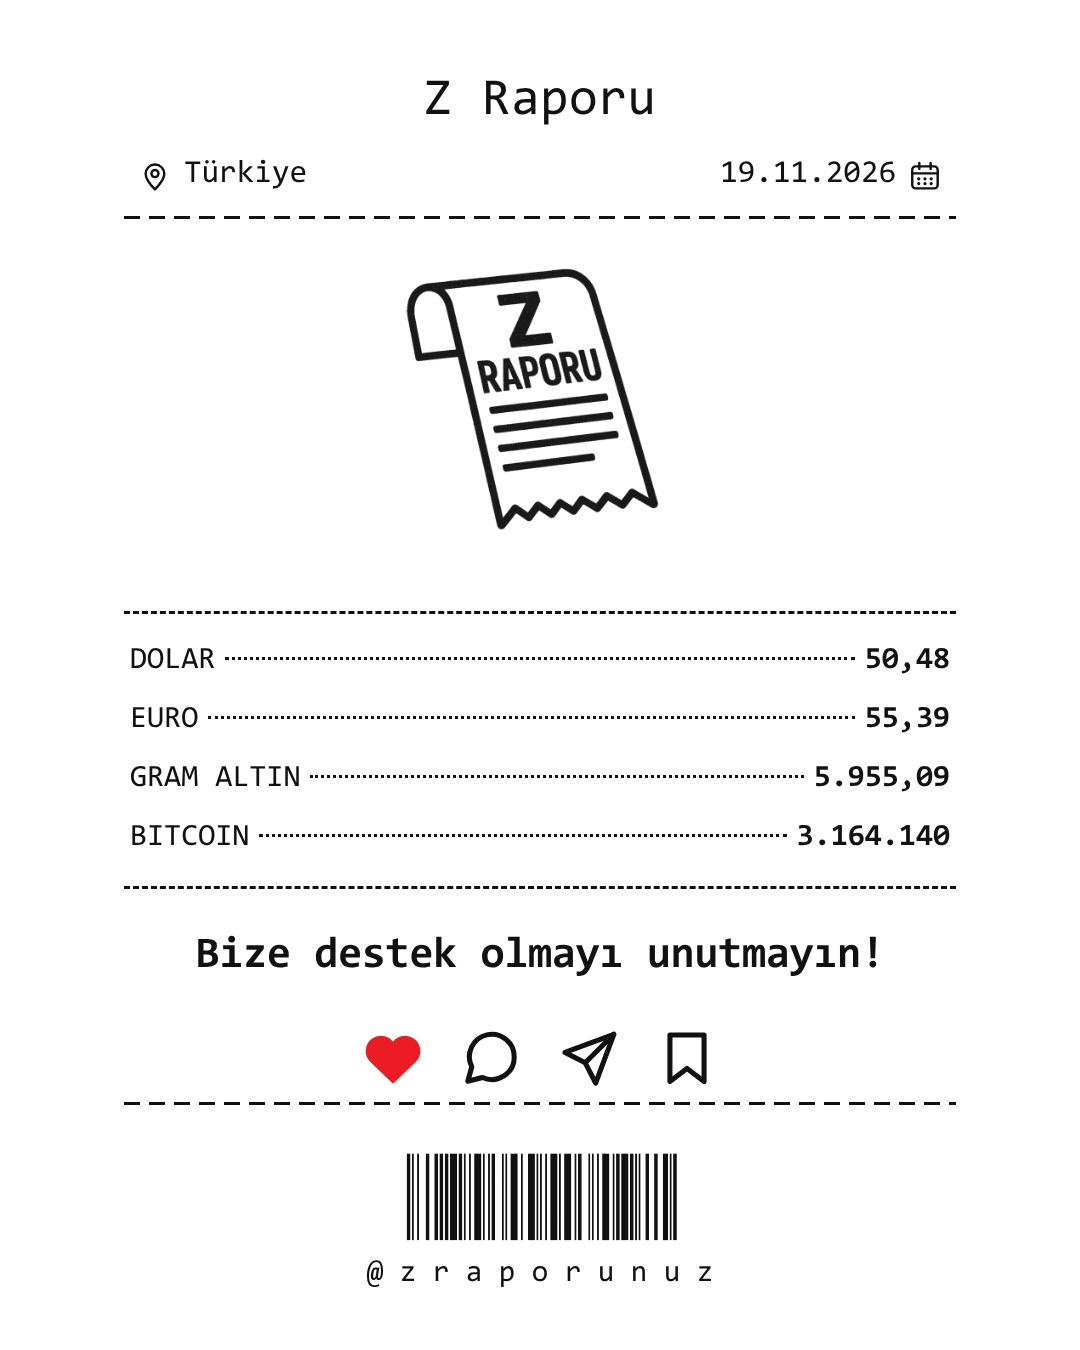 Z Raporu
Türkiye 19.11.2026
Z
RAPORU
DOLAR 50,48
EURO 55,39
GRAM ALTIN 5.955,09
BITCOIN 3.164.140
Bize destek olmayı unutmayın!
@zraporunuz